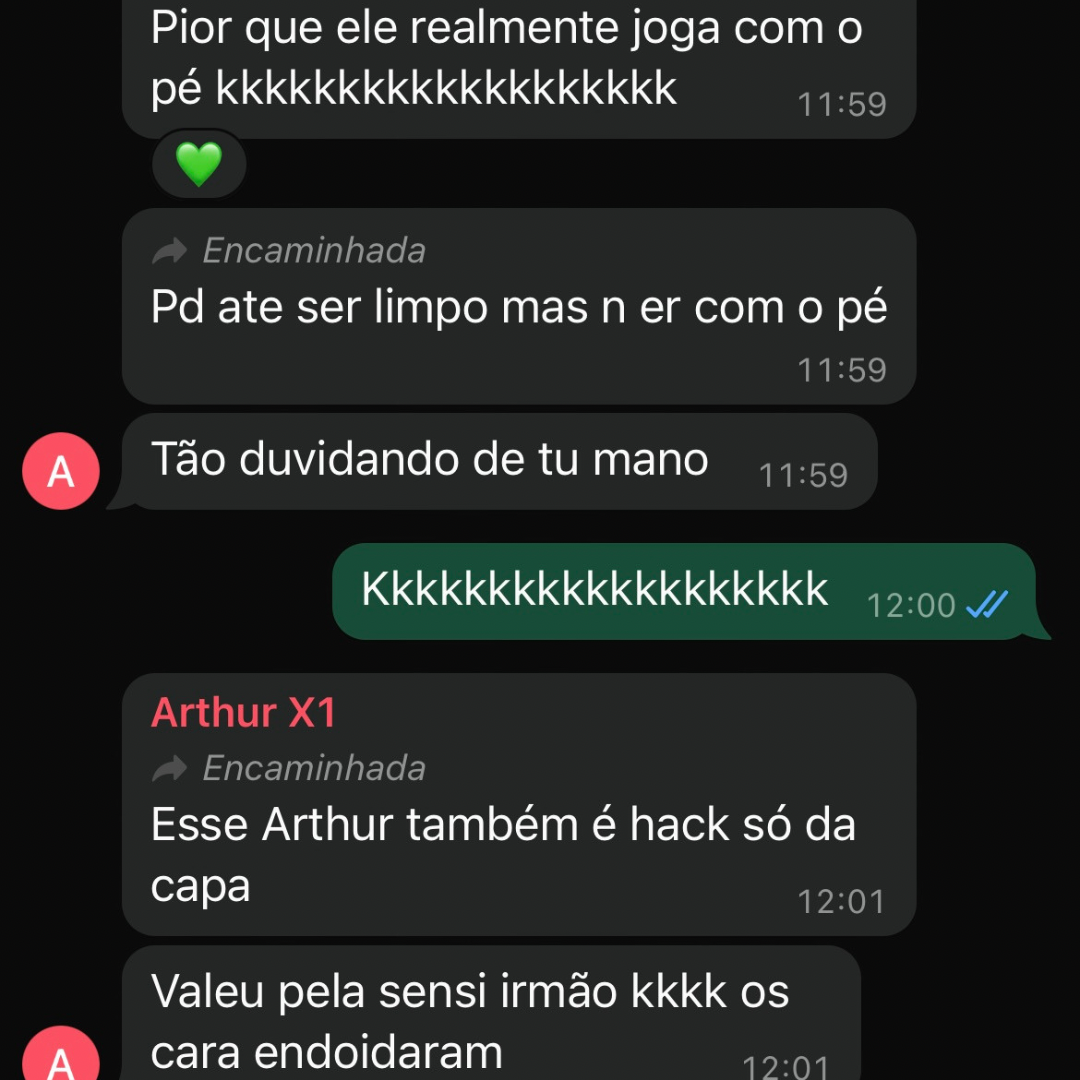 Pior que ele realmente joga com o
pé kkkkkkkkkkkkkkkkkkk
11:59
Encaminhada
Pd ate ser limpo mas n er com o pé
11:59
A
Tão duvidando de tu mano
11:59
Kkkkkkkkkkkkkkkkkkk
12:00
Arthur X1
Encaminhada
Esse Arthur também é hack só da
capa
12:01
Valeu pela sensi irmão kkkk os
cara endoidaram
12:01
A